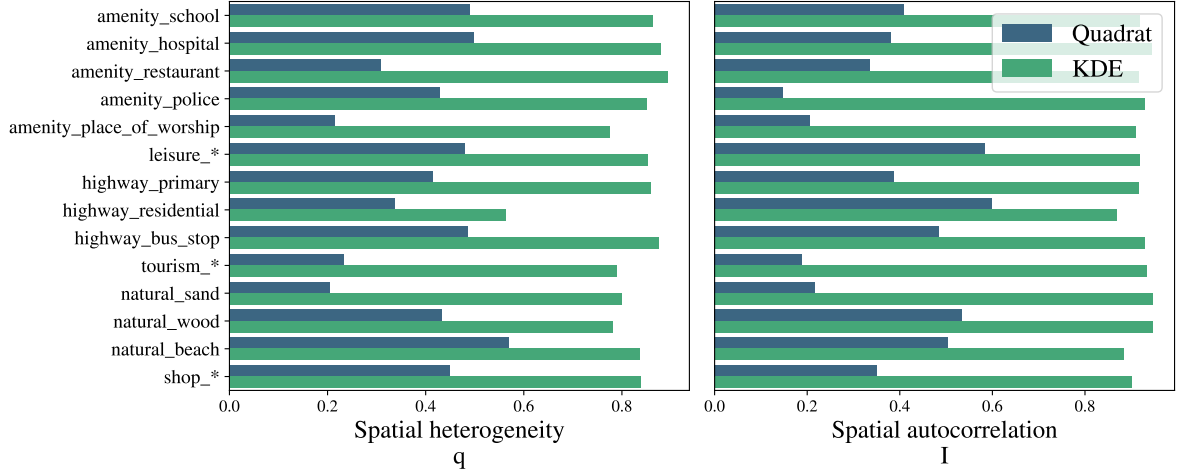 amenity_school
amenity_hospital
amenity_restaurant
amenity_police
amenity_place_of_worship
leisure_*
highway_primary
highway_residential
highway_bus_stop
tourism_*
natural_sand
natural_wood
natural_beach
shop_*
0.0 0.2 0.4 0.6 0.8
Spatial heterogeneity
q
Quadrat
KDE
0.0 0.2 0.4 0.6 0.8
Spatial autocorrelation
I